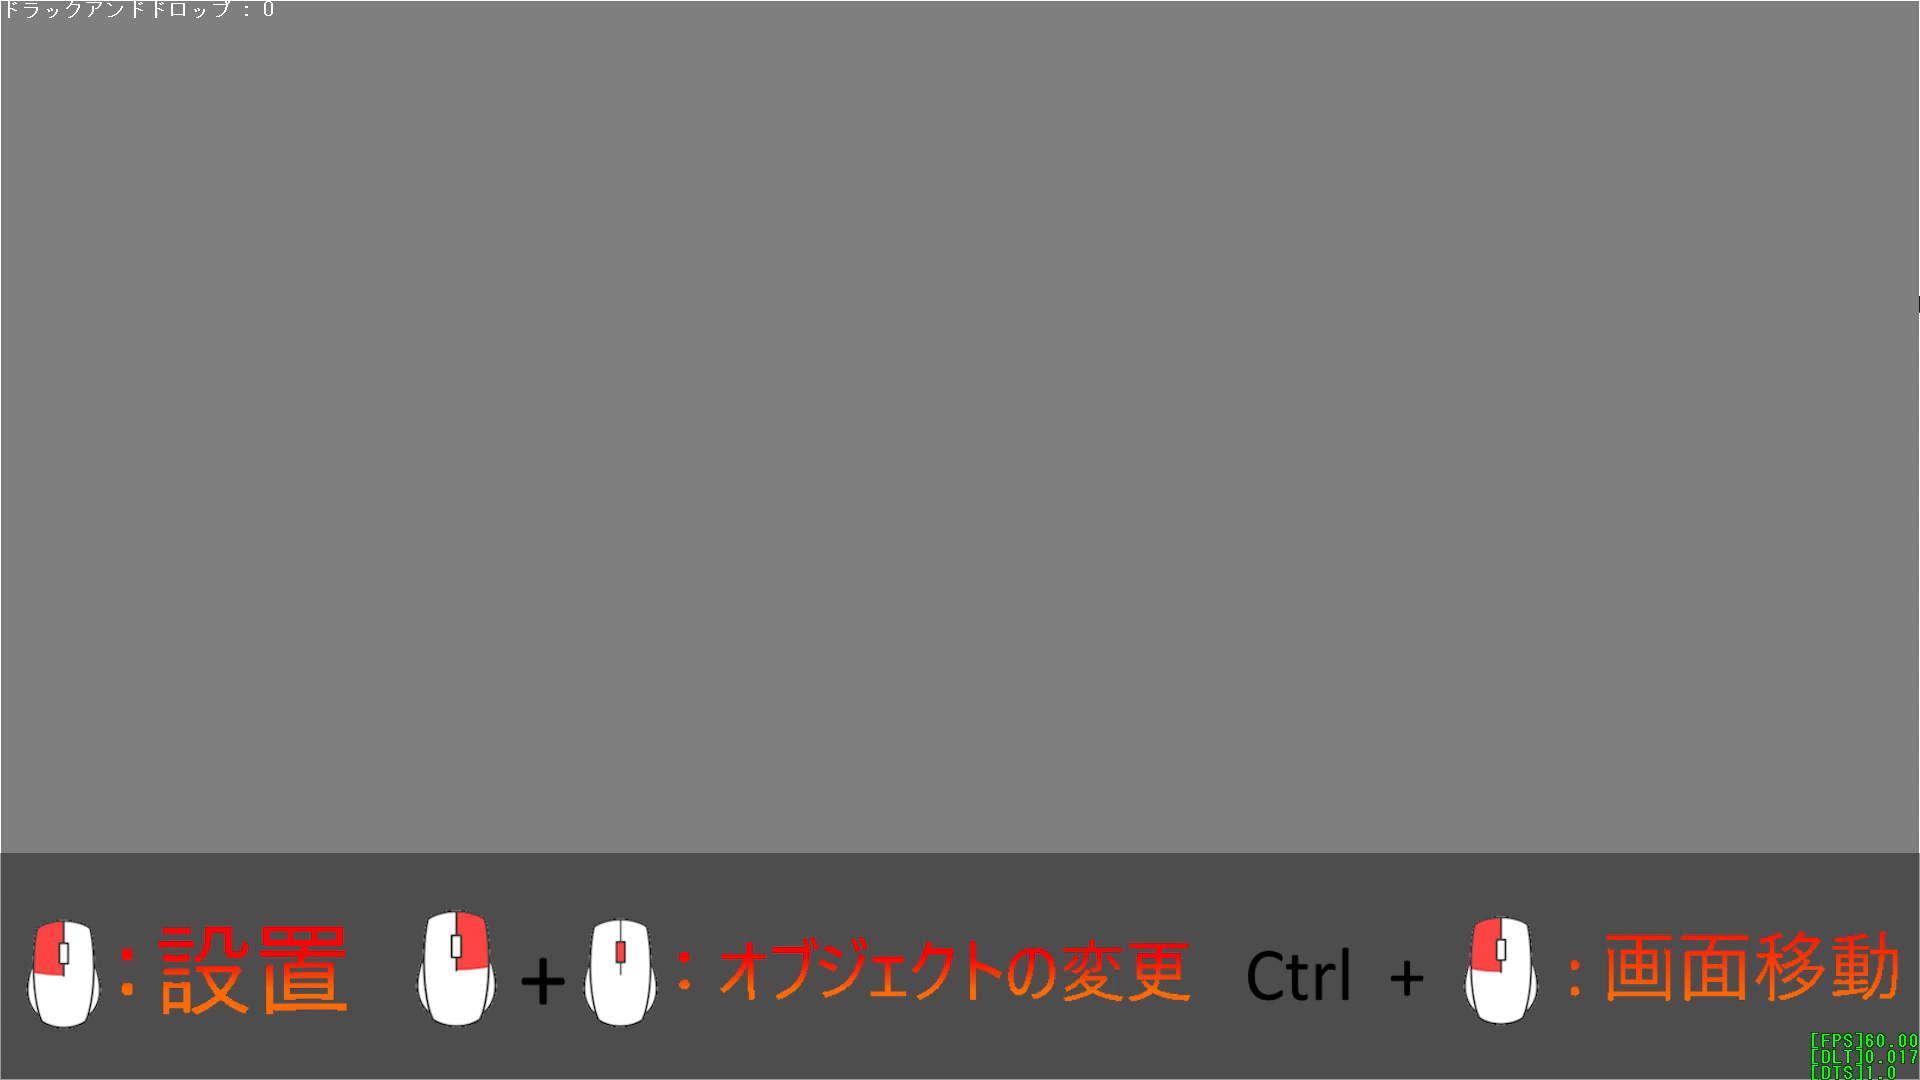 ドラックアンドドロップ : 0
: 設置
+ : オブジェクトの変更
Ctrl + : 画面移動
[FPS]60.00
[DLT]0.017
[DTS]1.0